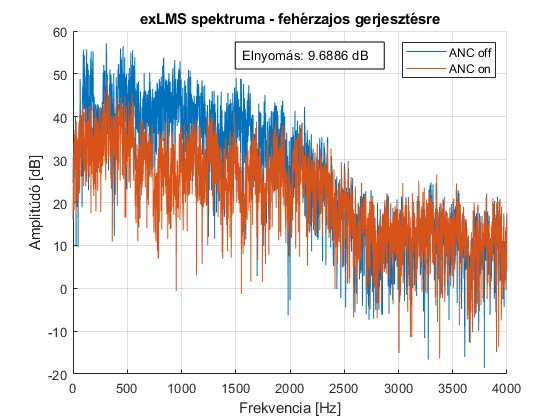 exLMS spektruma - fehérzajos gerjesztésre
60
50
40
30
20
10
0
-10
-20
Amplitúdó [dB]
Elnyomás: 9.6886 dB
ANC off
ANC on
0 500 1000 1500 2000 2500 3000 3500 4000
Frekvencia [Hz]